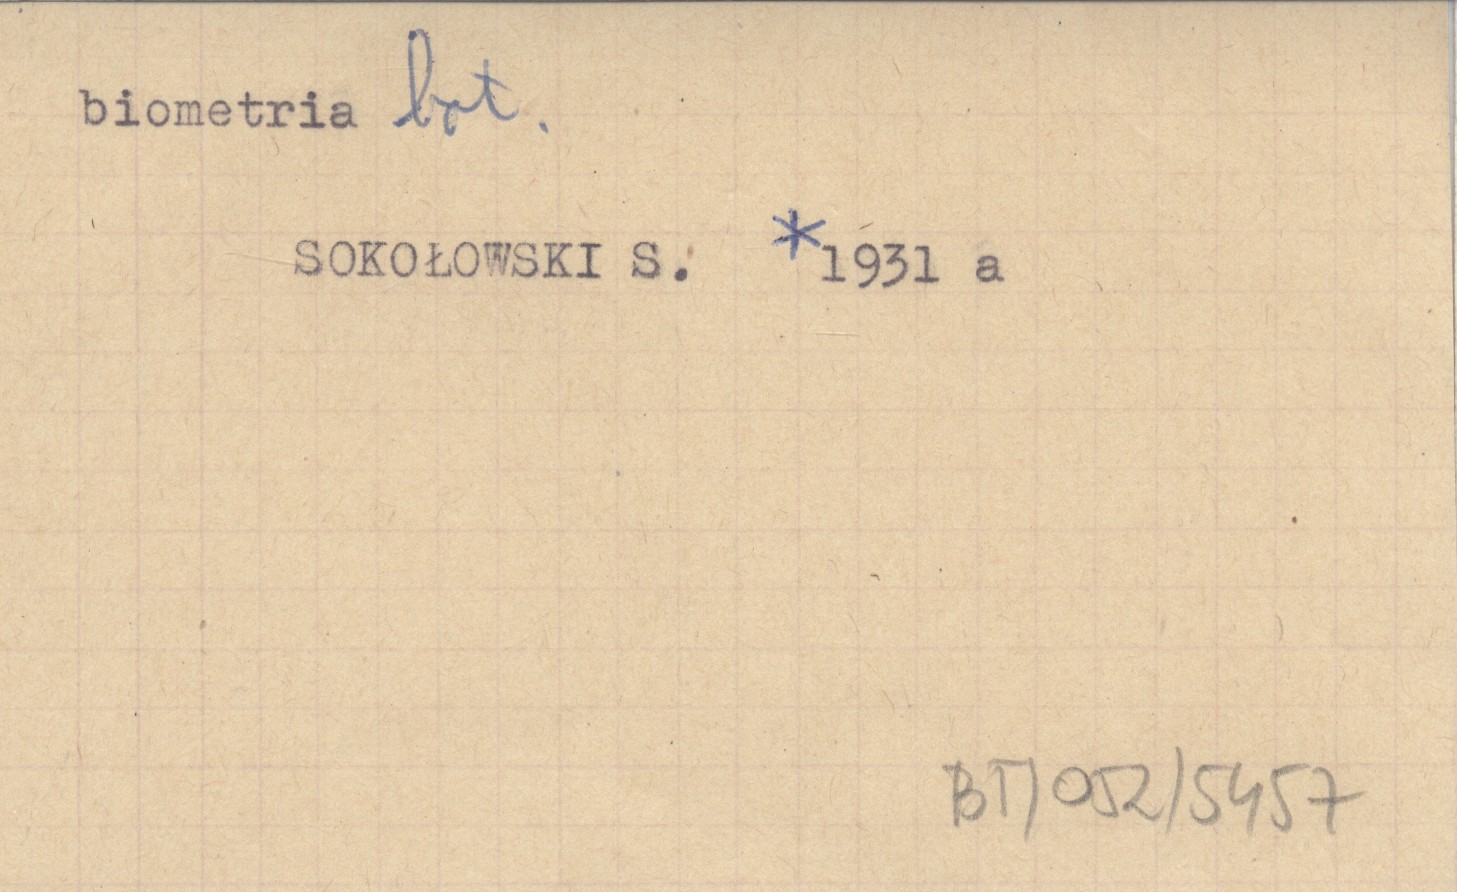 biometria bot.
SOKOŁOWSKI S. *1931 a
BT/052/5457